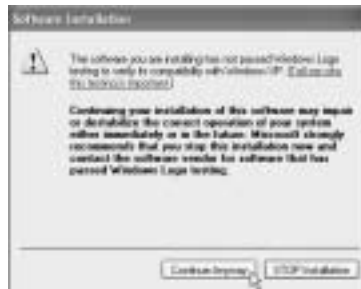 Software Installation
The software you are installing has not passed Windows Logo
testing to verify its compatibility with Windows XP. (Tell me why
this testing is important.)
Continuing your installation of this software may impair
or destabilize the correct operation of your system
either immediately or in the future. Microsoft strongly
recommends that you stop this installation now and
contact the software vendor for software that has
passed Windows Logo testing.
Continue Anyway
STOP Installation